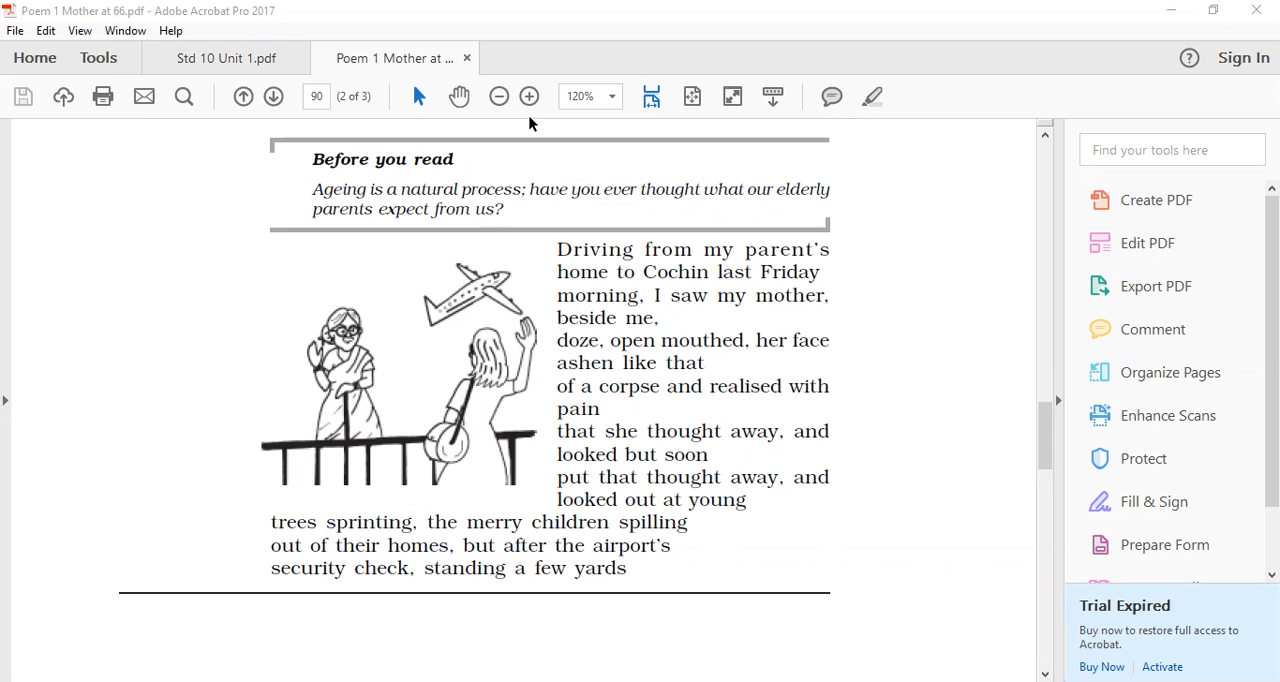 Poem 1 Mother at 66.pdf - Adobe Acrobat Pro 2017
File Edit View Window Help
Home Tools Std 10 Unit 1.pdf Poem 1 Mother at ... × ? Sign In
90 (2 of 3) 120%
Before you read
Ageing is a natural process; have you ever thought what our elderly
parents expect from us?
Driving from my parent's
home to Cochin last Friday
morning, I saw my mother,
beside me,
doze, open mouthed, her face
ashen like that
of a corpse and realised with
pain
that she thought away, and
looked but soon
put that thought away, and
looked out at young
trees sprinting, the merry children spilling
out of their homes, but after the airport's
security check, standing a few yards
Find your tools here
Create PDF
Edit PDF
Export PDF
Comment
Organize Pages
Enhance Scans
Protect
Fill & Sign
Prepare Form
Trial Expired
Buy now to restore full access to
Acrobat.
Buy Now Activate